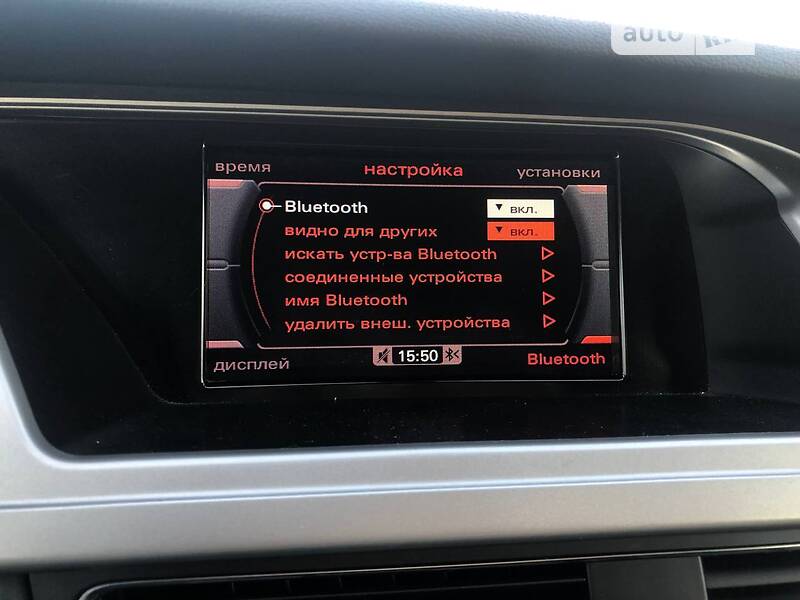 auto
время настройка установки
Bluetooth ▼ вкл.
видно для других ▼ вкл.
искать устр-ва Bluetooth
соединенные устройства
имя Bluetooth
удалить внеш. устройства
дисплей 15:50 Bluetooth